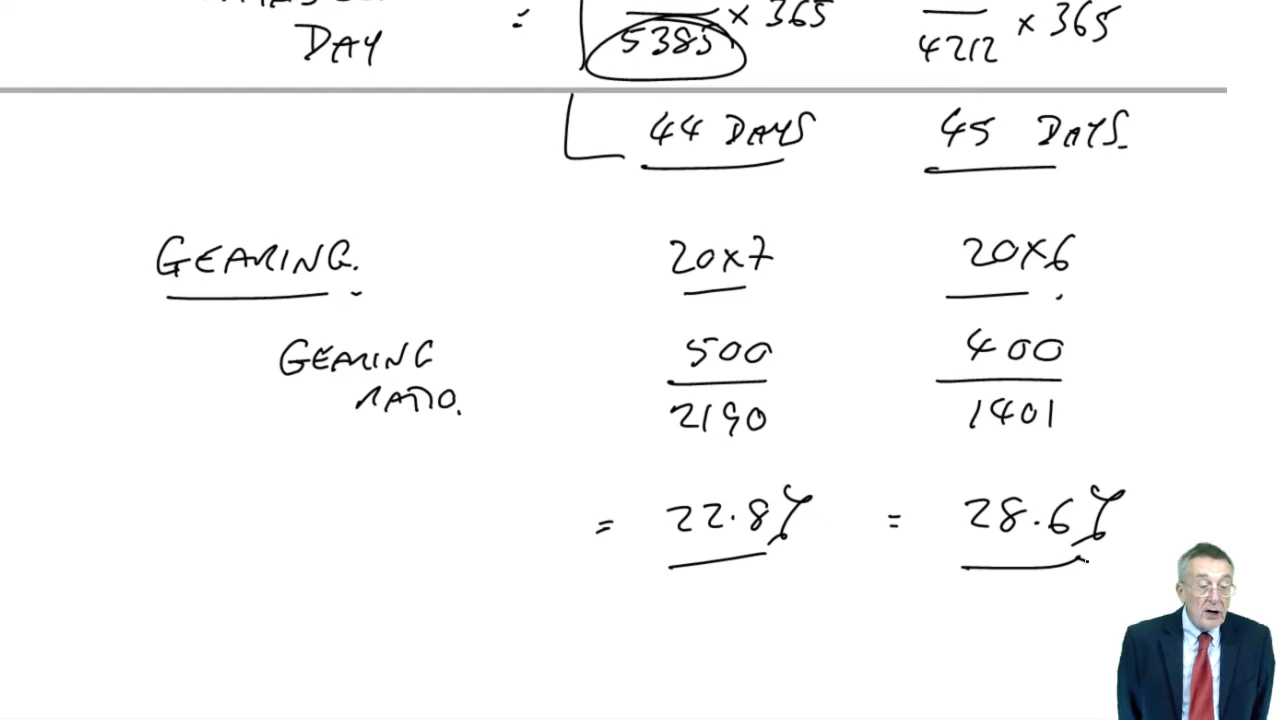 = × 365 × 365
DAY 5385 4212
44 DAYS 45 DAYS.
GEARING. 20X7 20X6
GEARING 500 400
RATIO. 2190 1401
= 22.8% = 28.6%